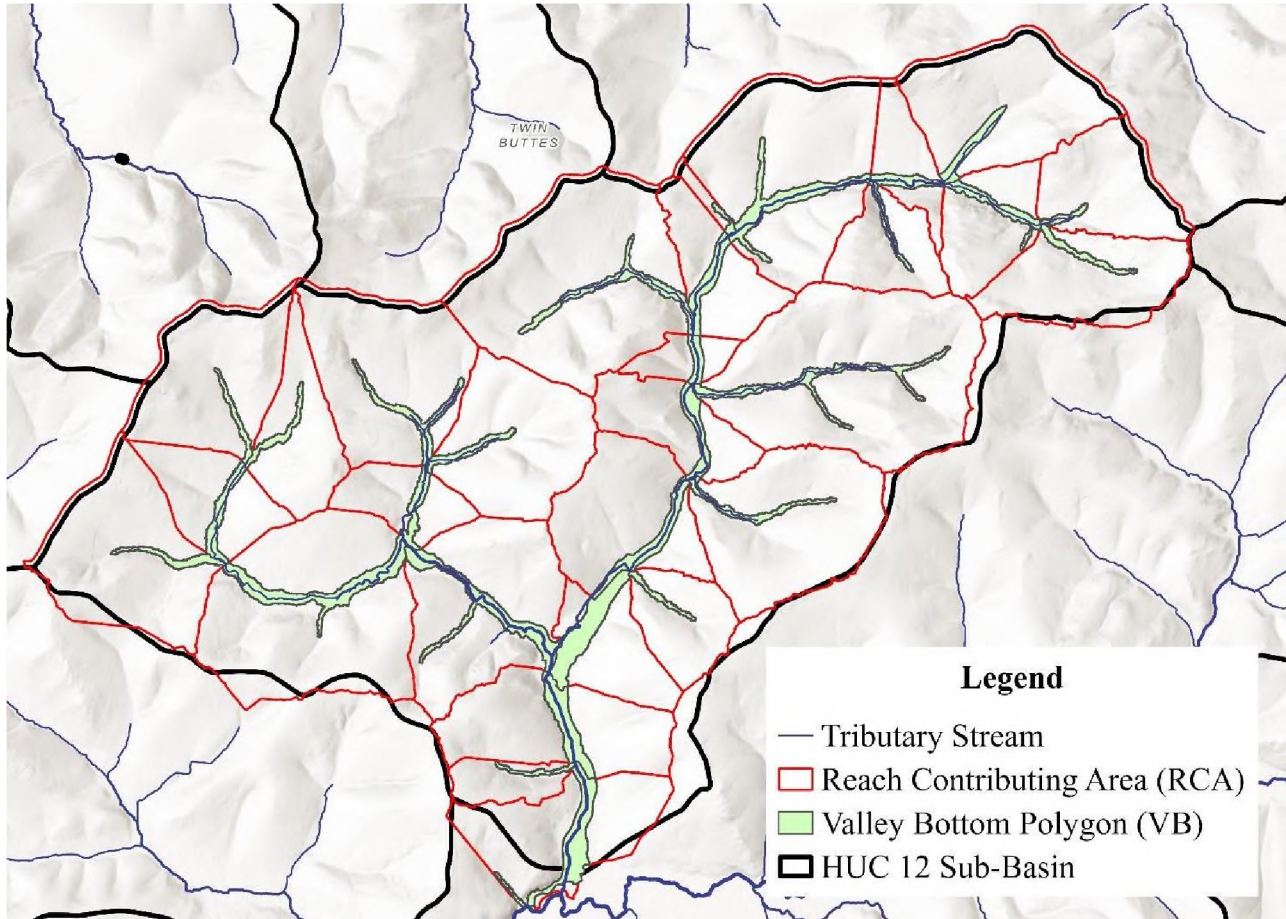 TWIN
BUTTES
Legend
Tributary Stream
Reach Contributing Area (RCA)
Valley Bottom Polygon (VB)
HUC 12 Sub-Basin